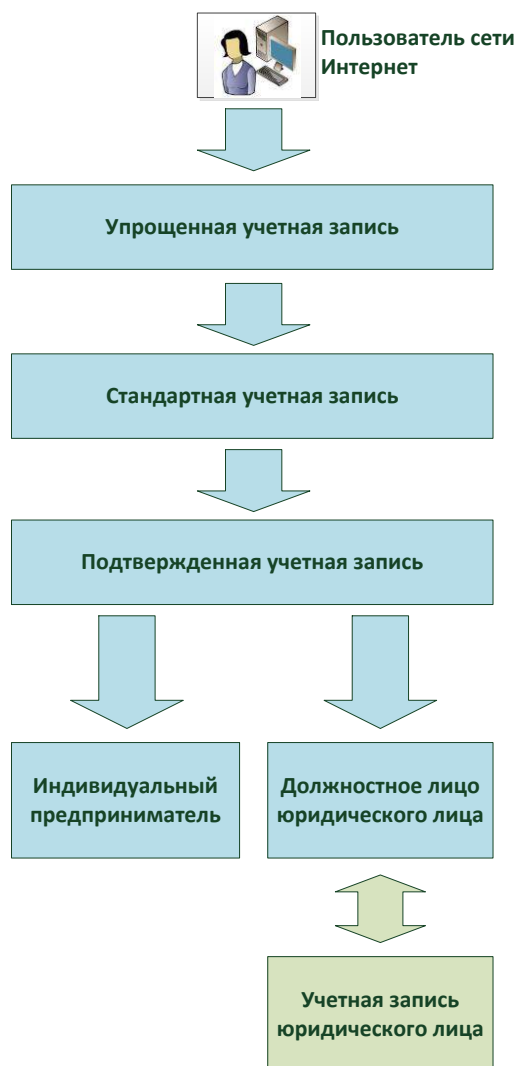 Пользователь сети
Интернет
Упрощенная учетная запись
Стандартная учетная запись
Подтвержденная учетная запись
Индивидуальный
предприниматель
Должностное лицо
юридического лица
Учетная запись
юридического лица